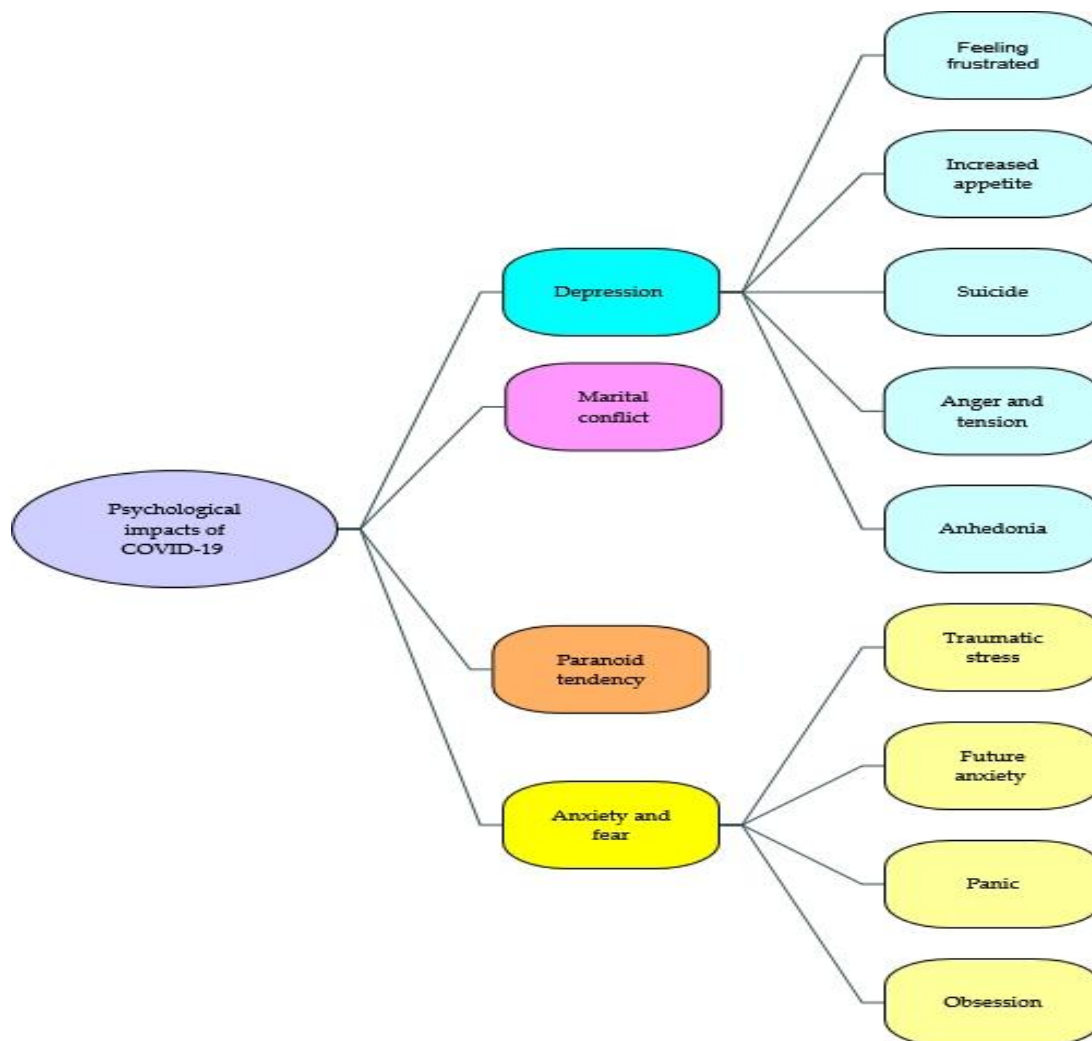 Feeling
frustrated
Increased
appetite
Depression
Suicide
Marital
conflict
Anger and
tension
Psychological
impacts of
COVID-19
Anhedonia
Paranoid
tendency
Traumatic
stress
Anxiety and
fear
Future
anxiety
Panic
Obsession